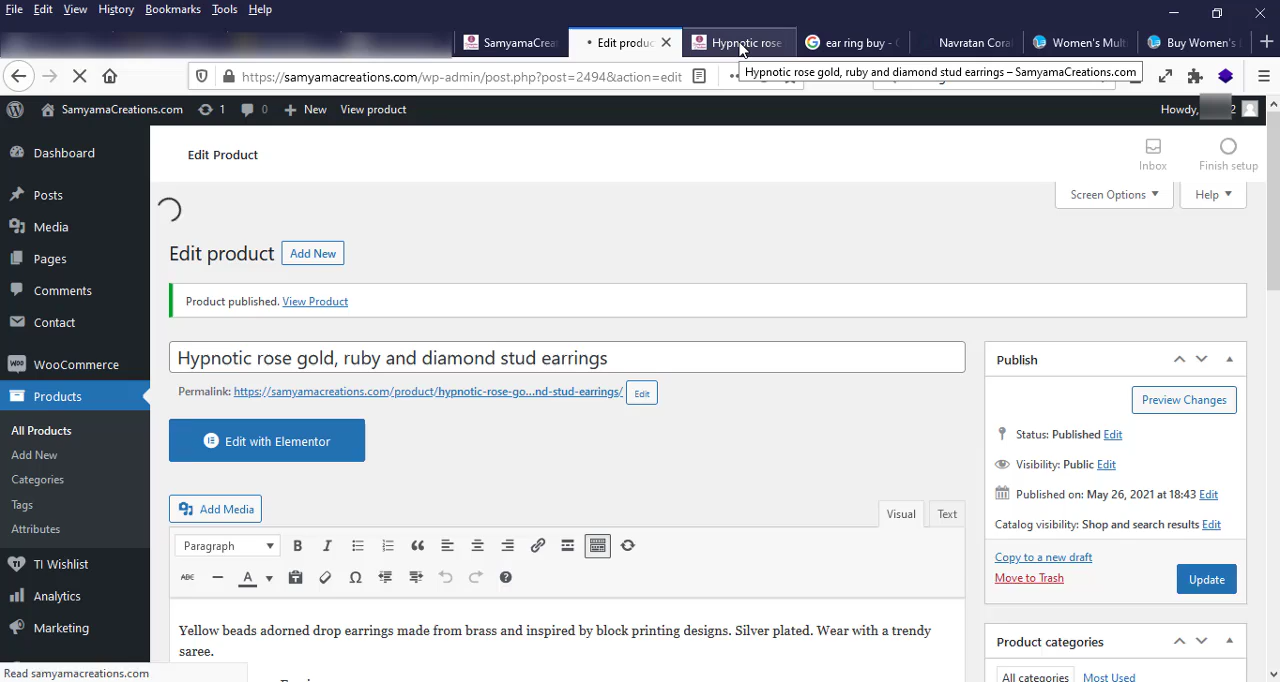 File Edit View History Bookmarks Tools Help
SamyamaCrea Edit produc Hypnotic rose ear ring buy - G Navratan Cora Women's Mult Buy Women's
https://samyamacreations.com/wp-admin/post.php?post=2494&action=edit
Hypnotic rose gold, ruby and diamond stud earrings – SamyamaCreations.com
SamyamaCreations.com 1 0 New View product Howdy, 2
Dashboard
Posts
Media
Pages
Comments
Contact
WooCommerce
Products
All Products
Add New
Categories
Tags
Attributes
TI Wishlist
Analytics
Marketing
Read samyamacreations.com
Edit Product
Inbox
Finish setup
Screen Options
Help
Edit product Add New
Product published. View Product
Hypnotic rose gold, ruby and diamond stud earrings
Permalink: https://samyamacreations.com/product/hypnotic-rose-go...nd-stud-earrings/ Edit
Edit with Elementor
Add Media
Visual Text
Paragraph B I
ABC A Ω
Yellow beads adorned drop earrings made from brass and inspired by block printing designs. Silver plated. Wear with a trendy
saree.
Publish
Preview Changes
Status: Published Edit
Visibility: Public Edit
Published on: May 26, 2021 at 18:43 Edit
Catalog visibility: Shop and search results Edit
Copy to a new draft
Move to Trash
Update
Product categories
All categories Most Used